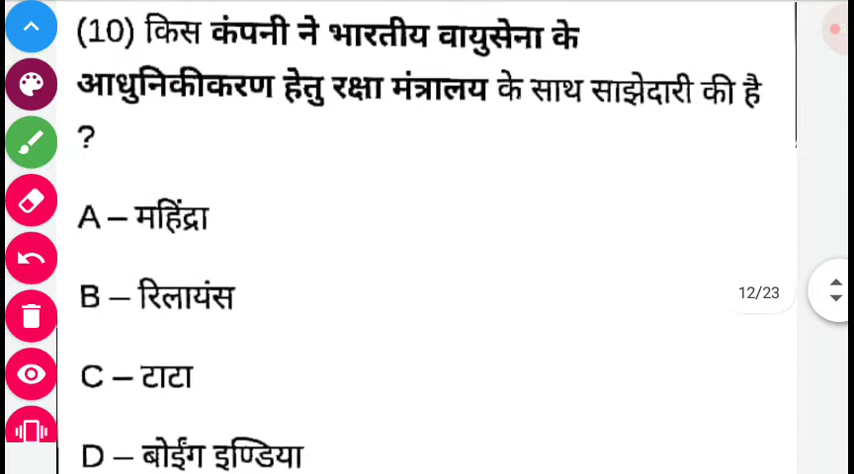 (10) किस कंपनी ने भारतीय वायुसेना के
आधुनिकीकरण हेतु रक्षा मंत्रालय के साथ साझेदारी की है
?
A – महिंद्रा
B – रिलायंस
12/23
C – टाटा
D – बोईंग इण्डिया